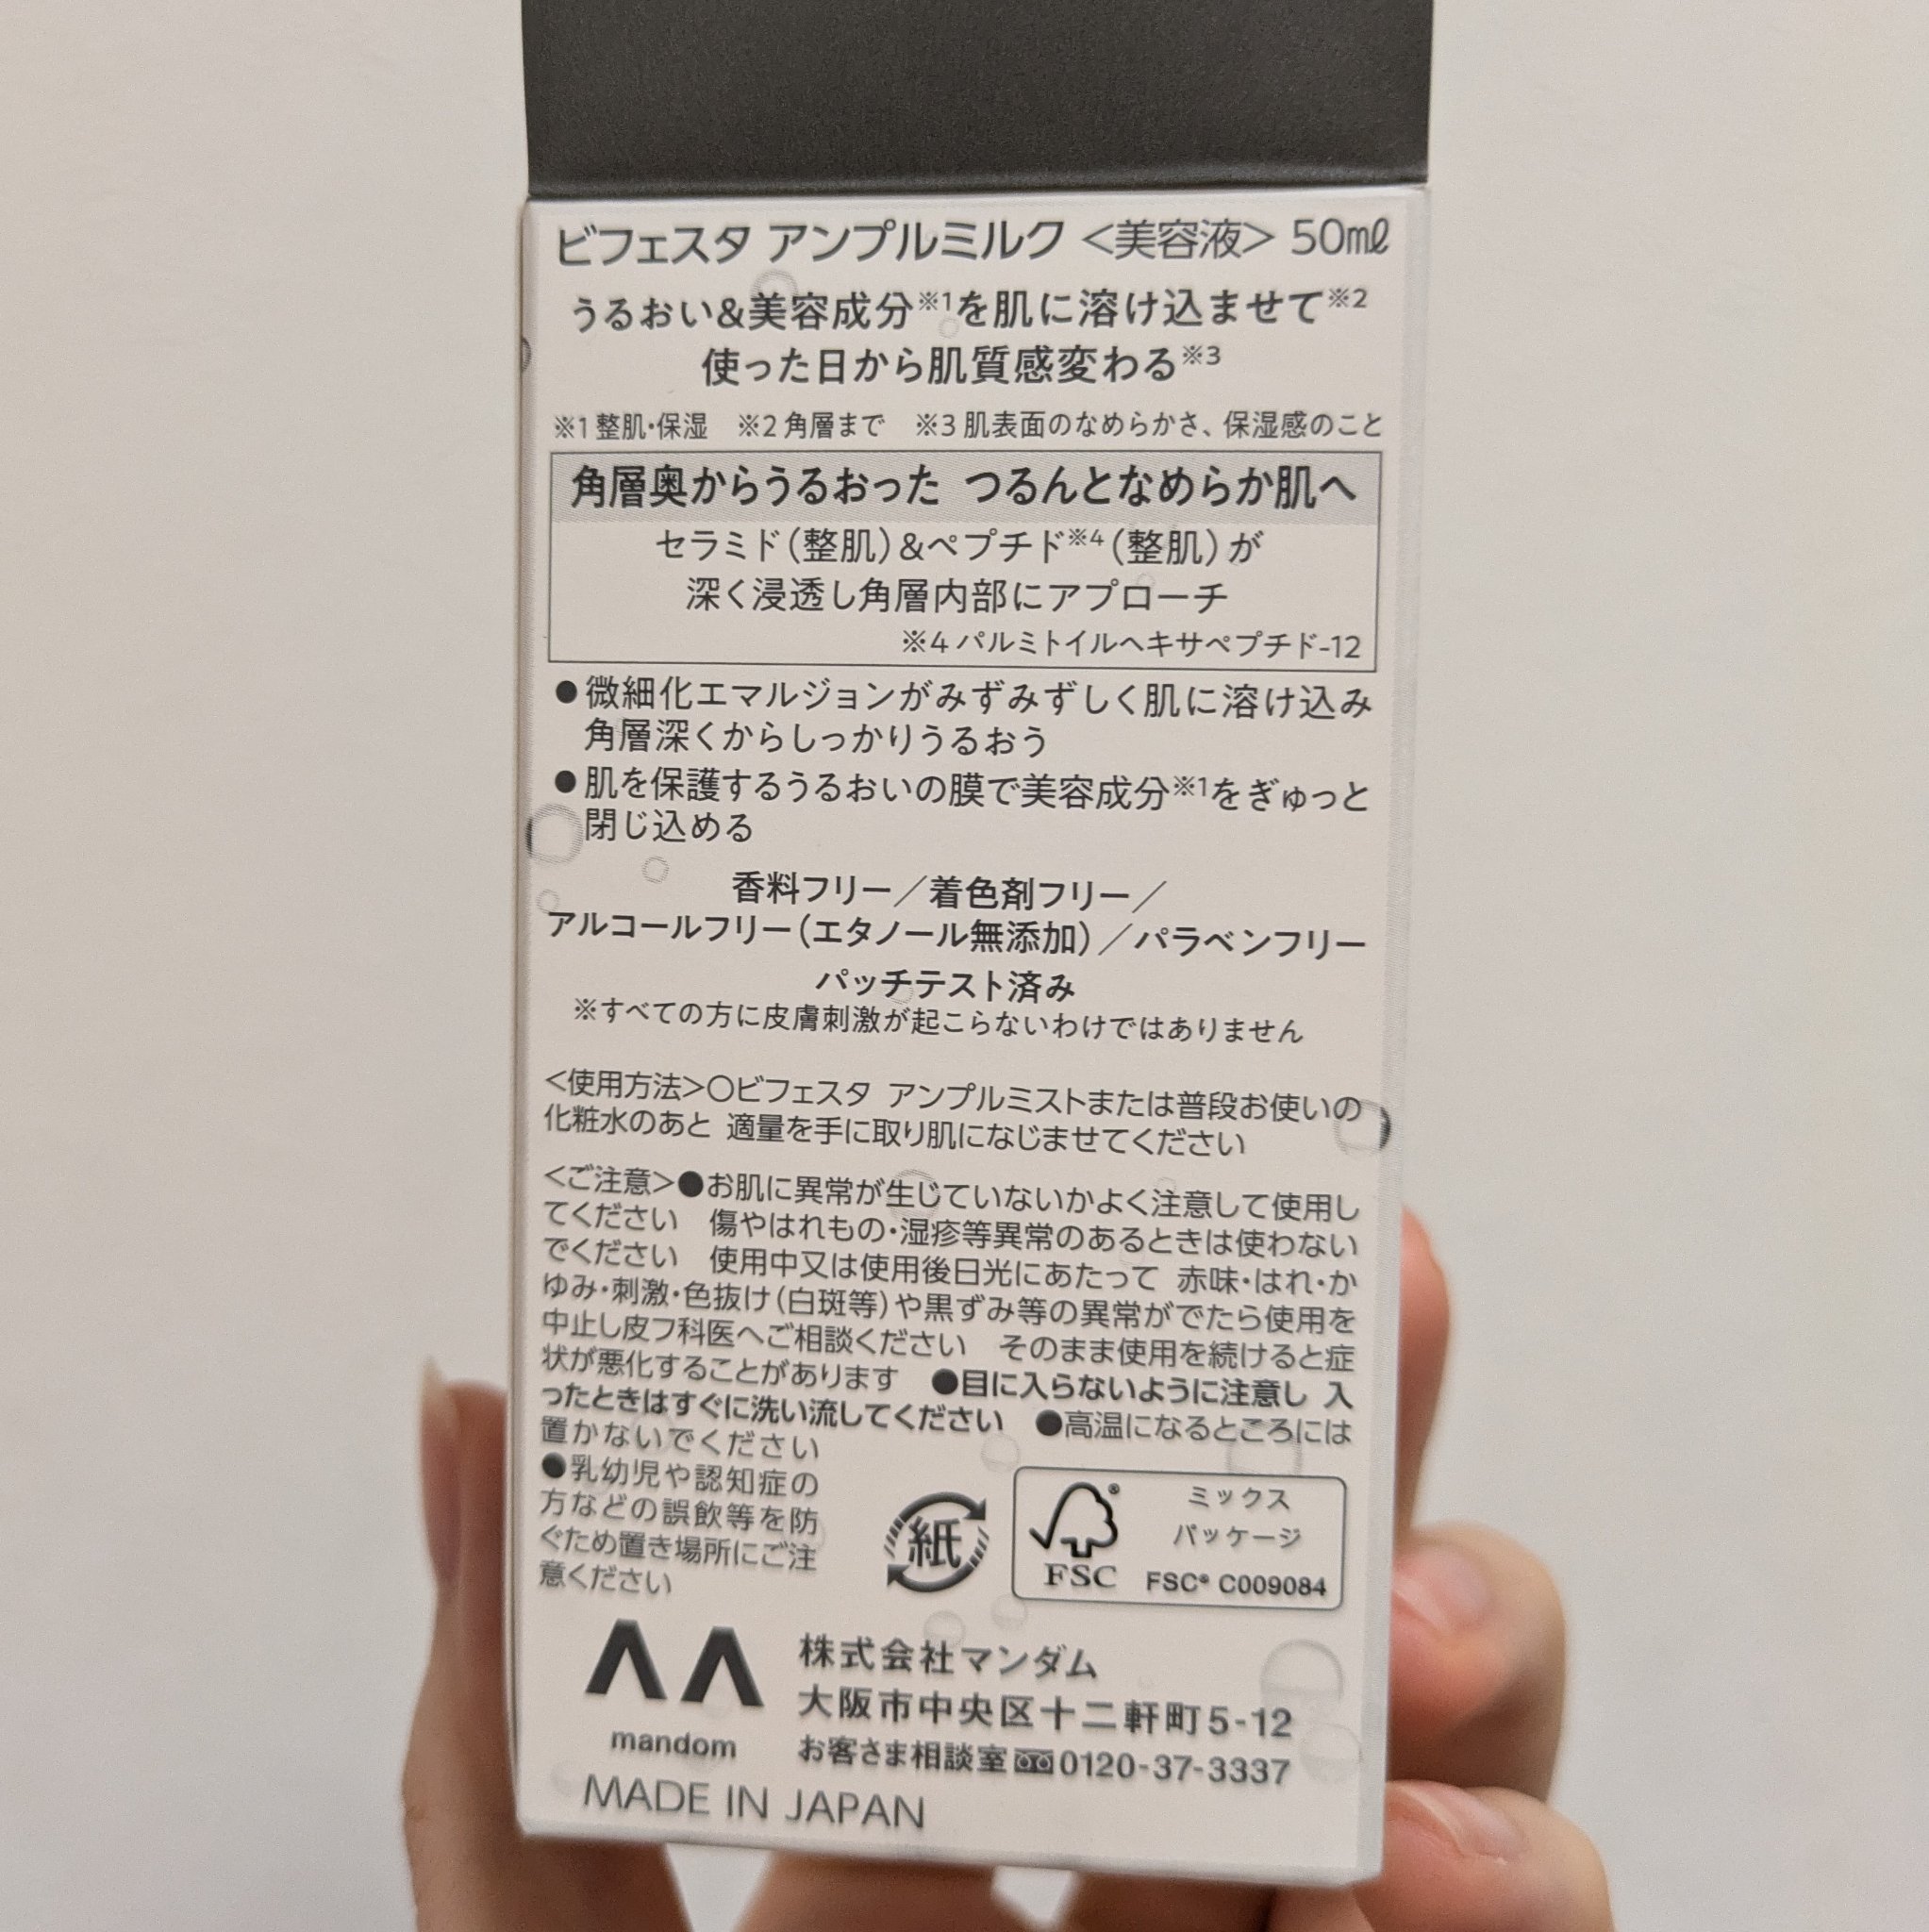 ビフェスタ アンプルミルク <美容液> 50mℓ
うるおい&美容成分※1を肌に溶け込ませて※2
使った日から肌質感変わる※3
※1 整肌・保湿　※2 角層まで　※3 肌表面のなめらかさ、保湿感のこと
角層奥からうるおった つるんとなめらか肌へ
セラミド（整肌）&ペプチド※4（整肌）が
深く浸透し角層内部にアプローチ
※4 パルミトイルヘキサペプチド-12
●微細化エマルジョンがみずみずしく肌に溶け込み
角層深くからしっかりうるおう
●肌を保護するうるおいの膜で美容成分※1をぎゅっと
閉じ込める
香料フリー／着色剤フリー／
アルコールフリー（エタノール無添加）／パラベンフリー
パッチテスト済み
※すべての方に皮膚刺激が起こらないわけではありません
<使用方法>○ビフェスタ アンプルミストまたは普段お使いの
化粧水のあと 適量を手に取り肌になじませてください
<ご注意>●お肌に異常が生じていないかよく注意して使用し
てください　傷やはれもの・湿疹等異常のあるときは使わない
でください　使用中又は使用後日光にあたって 赤味・はれ・か
ゆみ・刺激・色抜け（白斑等）や黒ずみ等の異常がでたら使用を
中止し皮フ科医へご相談ください　そのまま使用を続けると症
状が悪化することがあります　●目に入らないように注意し 入
ったときはすぐに洗い流してください　●高温になるところには
置かないでください
●乳幼児や認知症の
方などの誤飲等を防
ぐため置き場所にご注
意ください
紙
FSC®
ミックス
パッケージ
FSC® C009084
mandom
株式会社マンダム
大阪市中央区十二軒町5-12
お客さま相談室 0120-37-3337
MADE IN JAPAN